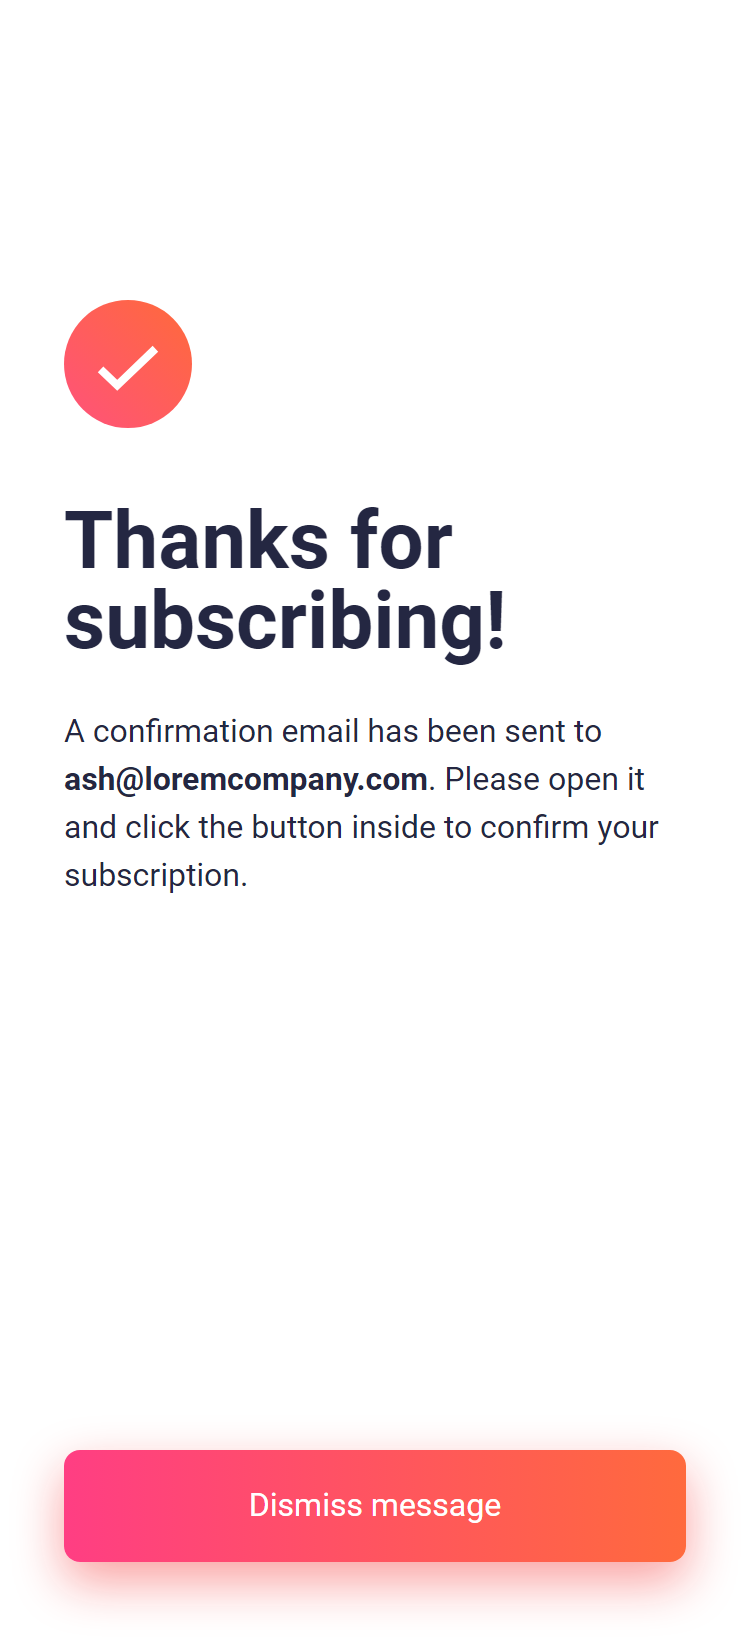 Thanks for
subscribing!
A confirmation email has been sent to
ash@loremcompany.com. Please open it
and click the button inside to confirm your
subscription.
Dismiss message